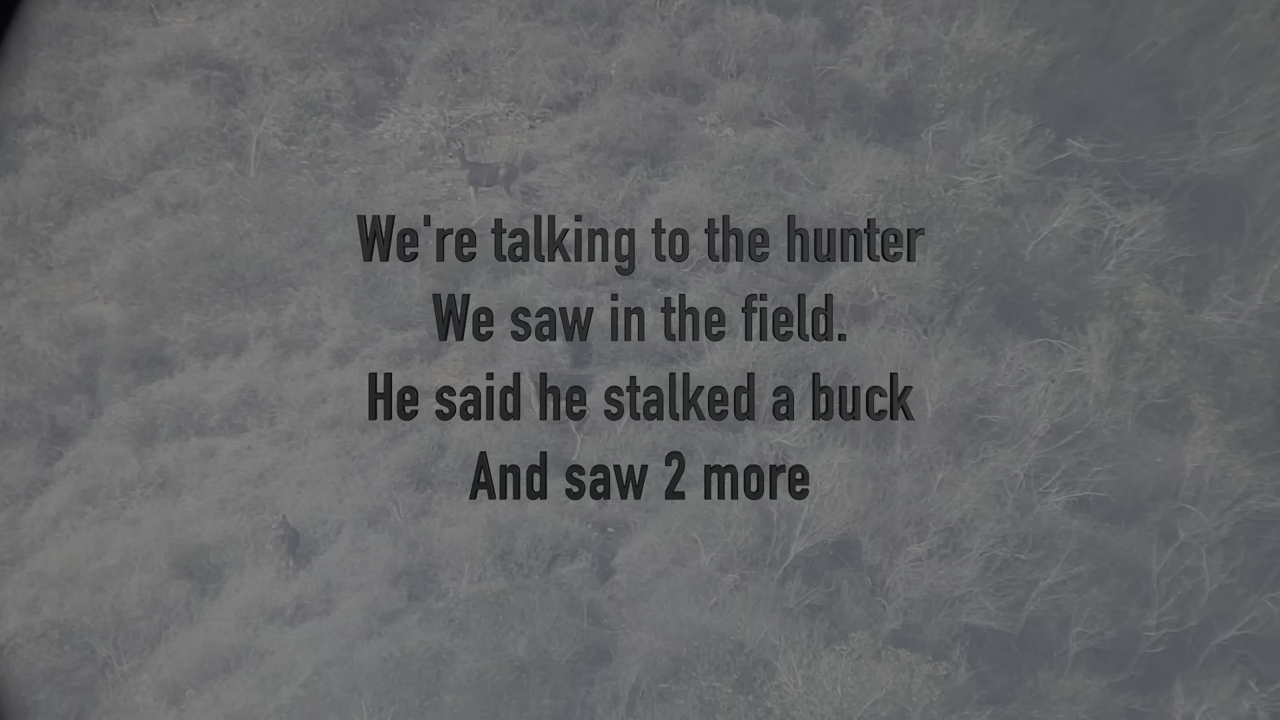 We're talking to the hunter
We saw in the field.
He said he stalked a buck
And saw 2 more